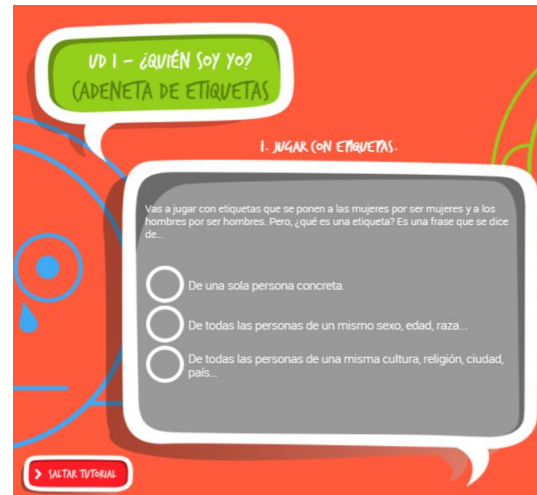 UD 1 – ¿QUIÉN SOY YO?
CADENETA DE ETIQUETAS
1. JUGAR CON ETIQUETAS.
Vas a jugar con etiquetas que se ponen a las mujeres por ser mujeres y a los
hombres por ser hombres. Pero, ¿qué es una etiqueta? Es una frase que se dice
de...
De una sola persona concreta.
De todas las personas de un mismo sexo, edad, raza...
De todas las personas de una misma cultura, religión, ciudad,
país...
> SALTAR TUTORIAL